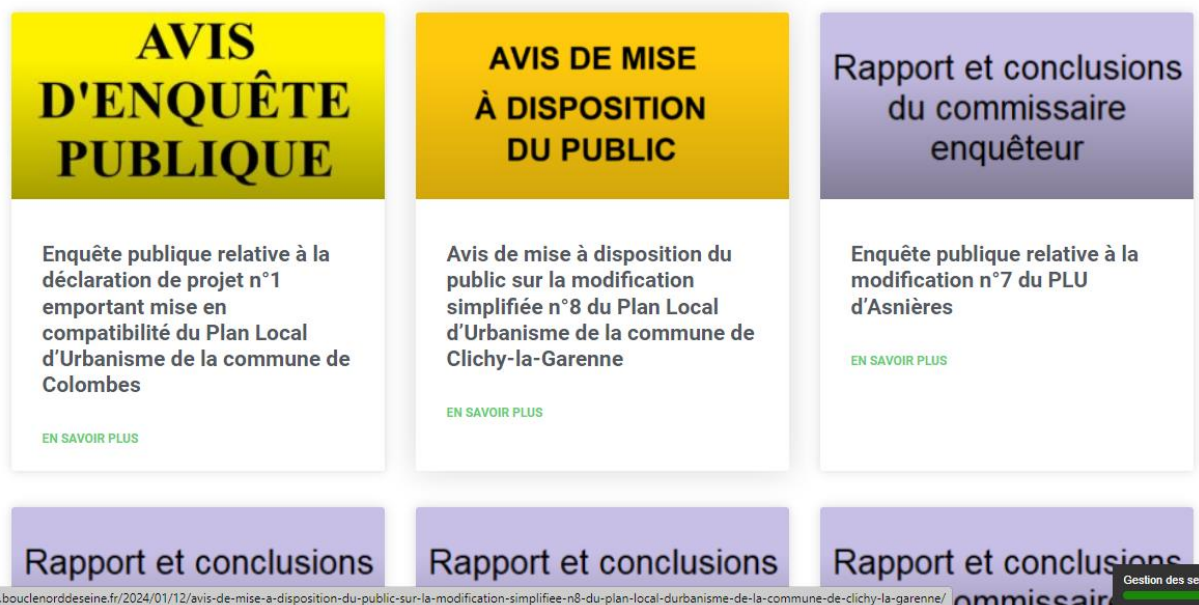 AVIS
D'ENQUÊTE
PUBLIQUE
Enquête publique relative à la
déclaration de projet n°1
emportant mise en
compatibilité du Plan Local
d'Urbanisme de la commune de
Colombes
EN SAVOIR PLUS
AVIS DE MISE
À DISPOSITION
DU PUBLIC
Avis de mise à disposition du
public sur la modification
simplifiée n°8 du Plan Local
d'Urbanisme de la commune de
Clichy-la-Garenne
EN SAVOIR PLUS
Rapport et conclusions
du commissaire
enquêteur
Enquête publique relative à la
modification n°7 du PLU
d'Asnières
EN SAVOIR PLUS
Rapport et conclusions
Rapport et conclusions
Rapport et conclusions
Gestion des se
.bouclenorddeseine.fr/2024/01/12/avis-de-mise-a-disposition-du-public-sur-la-modification-simplifiee-n8-du-plan-local-durbanisme-de-la-commune-de-clichy-la-garenne/